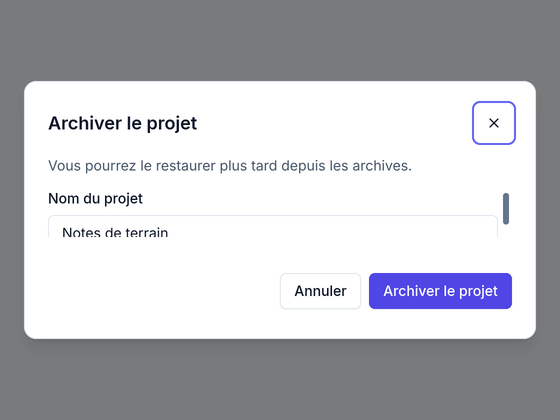 Archiver le projet
Vous pourrez le restaurer plus tard depuis les archives.
Nom du projet
Notes de terrain
Annuler
Archiver le projet